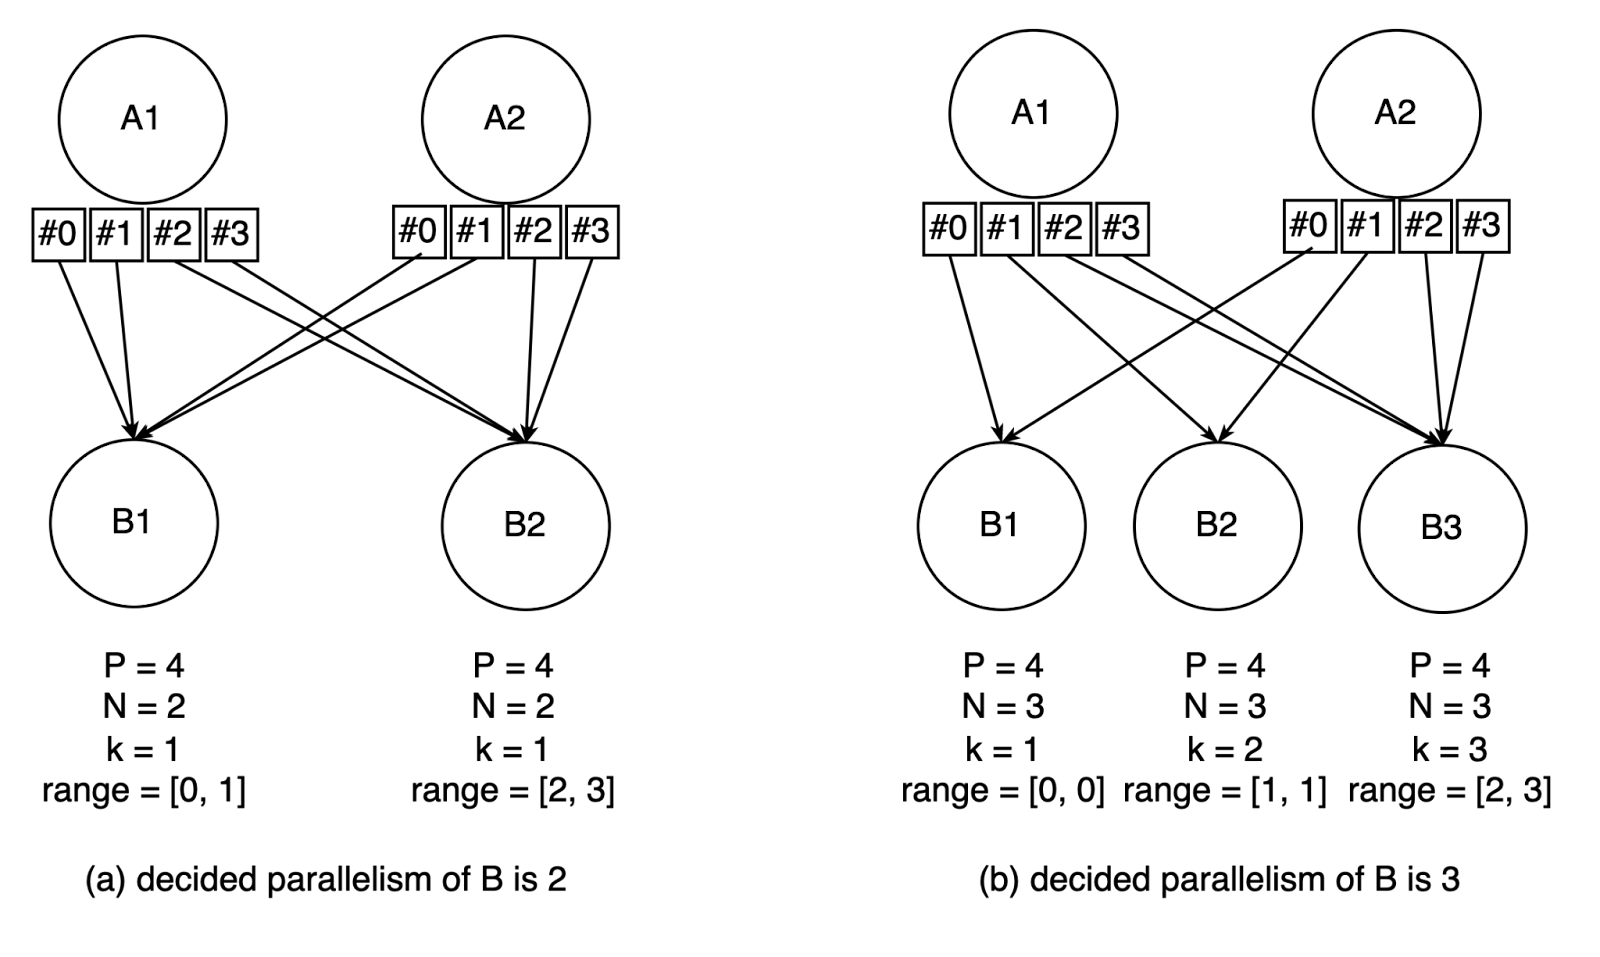 A1
A2
#0 #1 #2 #3
#0 #1 #2 #3
B1
B2
P = 4
N = 2
k = 1
range = [0, 1]
P = 4
N = 2
k = 1
range = [2, 3]
(a) decided parallelism of B is 2
A1
A2
#0 #1 #2 #3
#0 #1 #2 #3
B1
B2
B3
P = 4
N = 3
k = 1
range = [0, 0]
P = 4
N = 3
k = 2
range = [1, 1]
P = 4
N = 3
k = 3
range = [2, 3]
(b) decided parallelism of B is 3